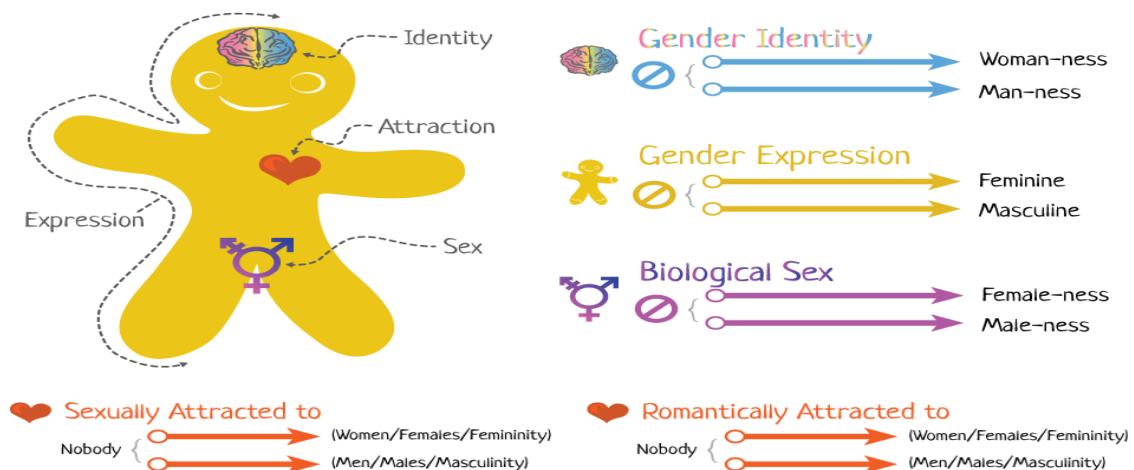 Identity
Attraction
Expression
Sex
Gender Identity
Woman-ness
Man-ness
Gender Expression
Feminine
Masculine
Biological Sex
Female-ness
Male-ness
Sexually Attracted to
Nobody
(Women/Females/Femininity)
(Men/Males/Masculinity)
Romantically Attracted to
Nobody
(Women/Females/Femininity)
(Men/Males/Masculinity)